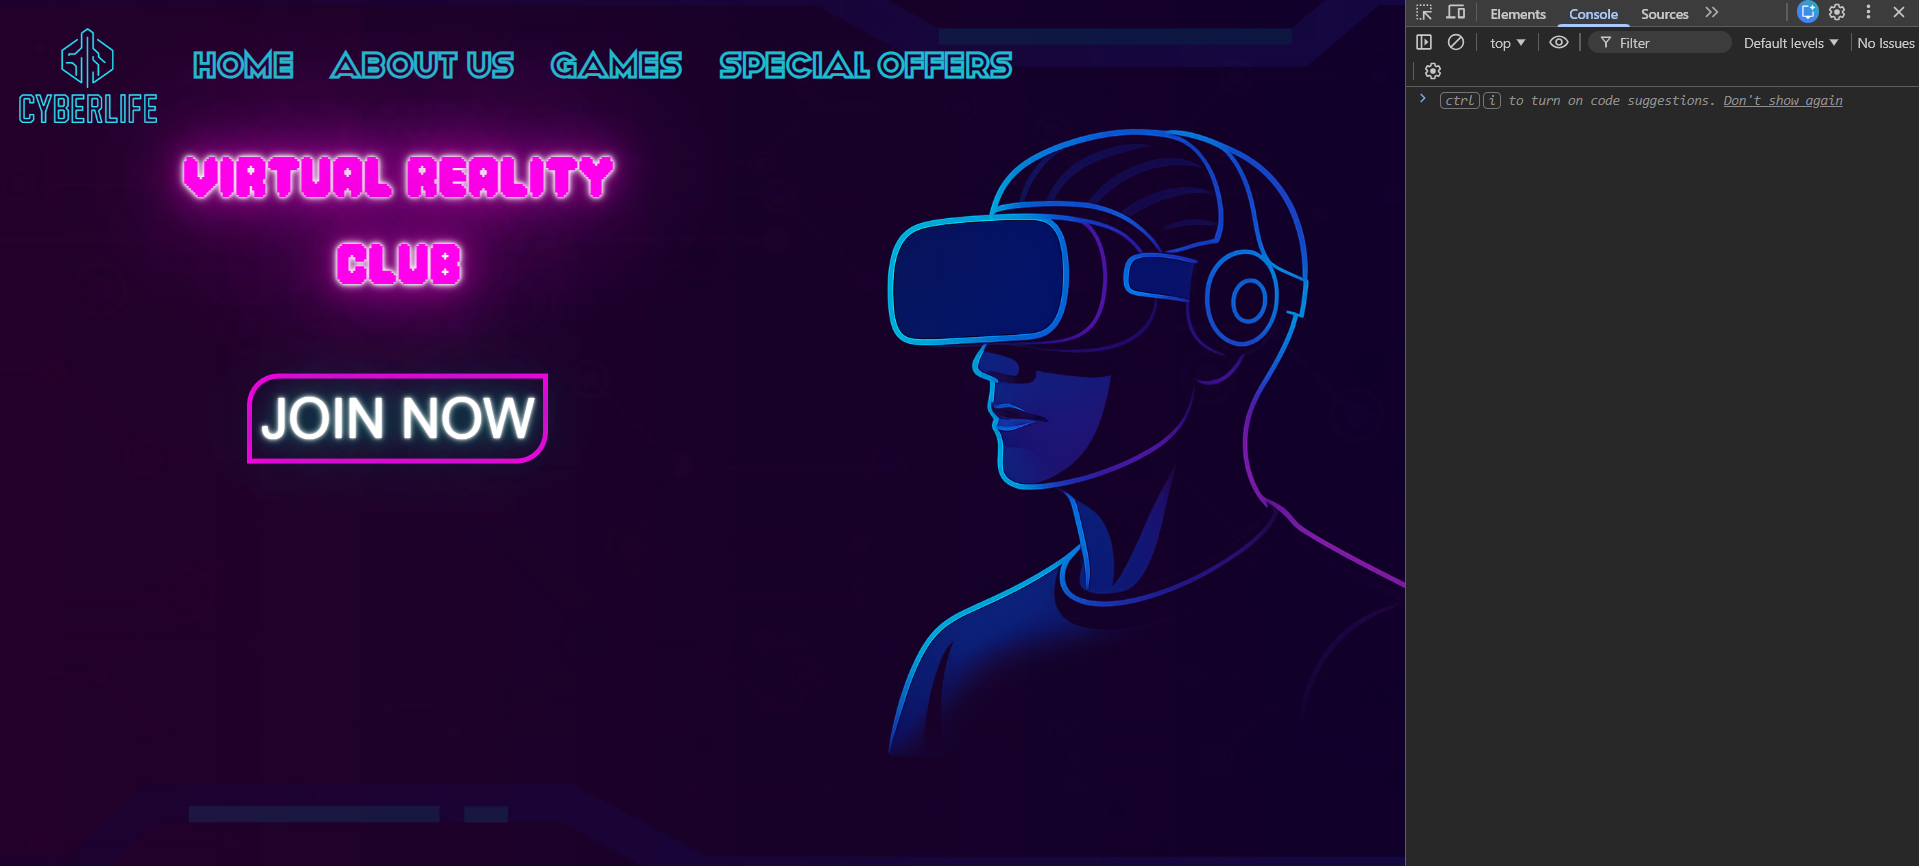 CYBERLIFE
HOME ABOUT US GAMES SPECIAL OFFERS
VIRTUAL REALITY
CLUB
JOIN NOW
Elements Console Sources
top Filter Default levels No Issues
ctrl i to turn on code suggestions. Don't show again